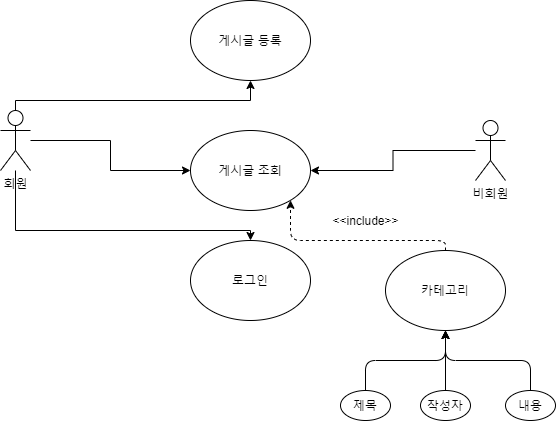 게시글 등록
회원
게시글 조회
비회원
<<include>>
로그인
카테고리
제목
작성자
내용